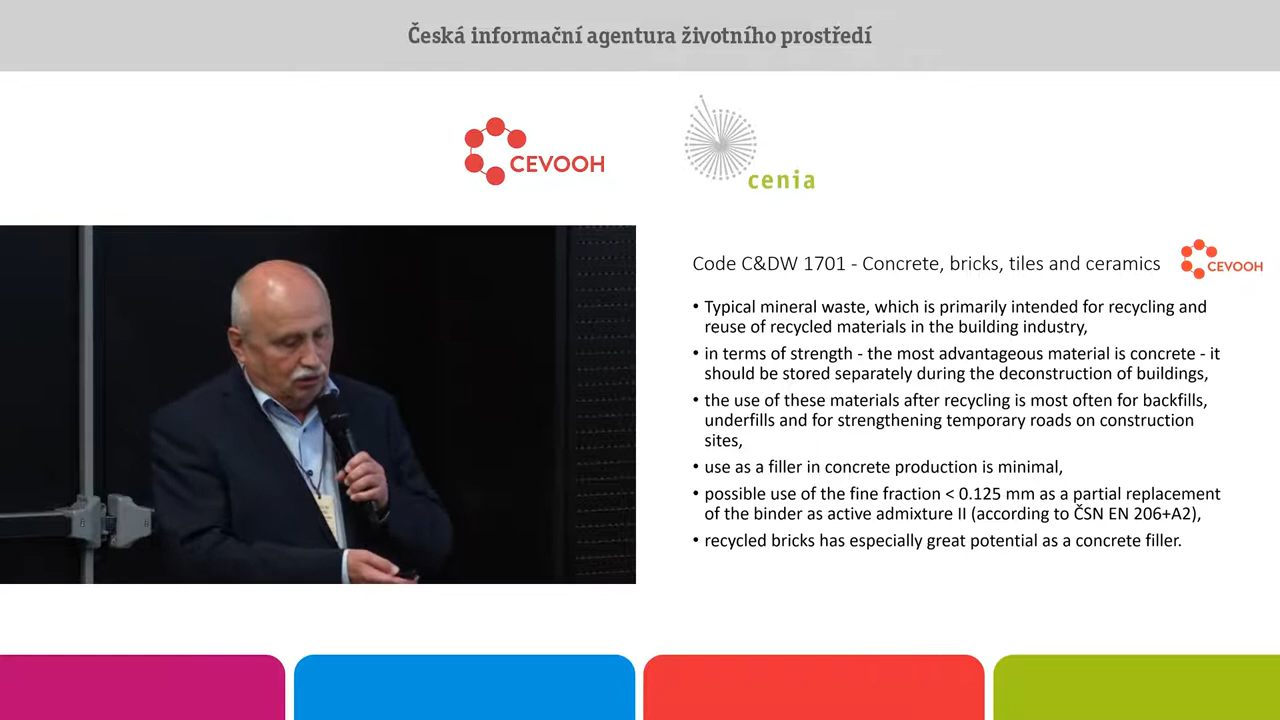 Česká informační agentura životního prostředí
CEVOOH
cenia
Code C&DW 1701 - Concrete, bricks, tiles and ceramics
CEVOOH
• Typical mineral waste, which is primarily intended for recycling and
reuse of recycled materials in the building industry,
• in terms of strength - the most advantageous material is concrete - it
should be stored separately during the deconstruction of buildings,
• the use of these materials after recycling is most often for backfills,
underfills and for strengthening temporary roads on construction
sites,
• use as a filler in concrete production is minimal,
• possible use of the fine fraction < 0.125 mm as a partial replacement
of the binder as active admixture II (according to ČSN EN 206+A2),
• recycled bricks has especially great potential as a concrete filler.